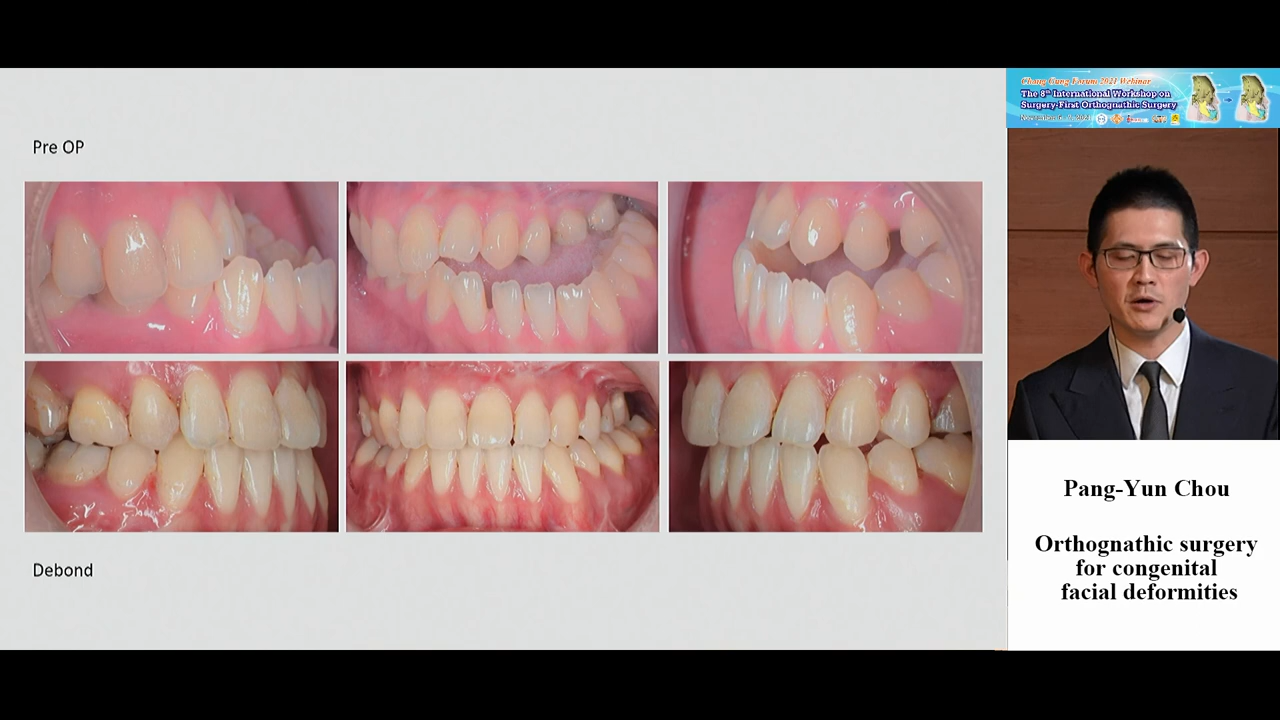 Pre OP
Debond
Chang Gung Forum 2021 Webinar
The 8th International Workshop on
Surgery-First Orthognathic Surgery
Pang-Yun Chou
Orthognathic surgery
for congenital
facial deformities